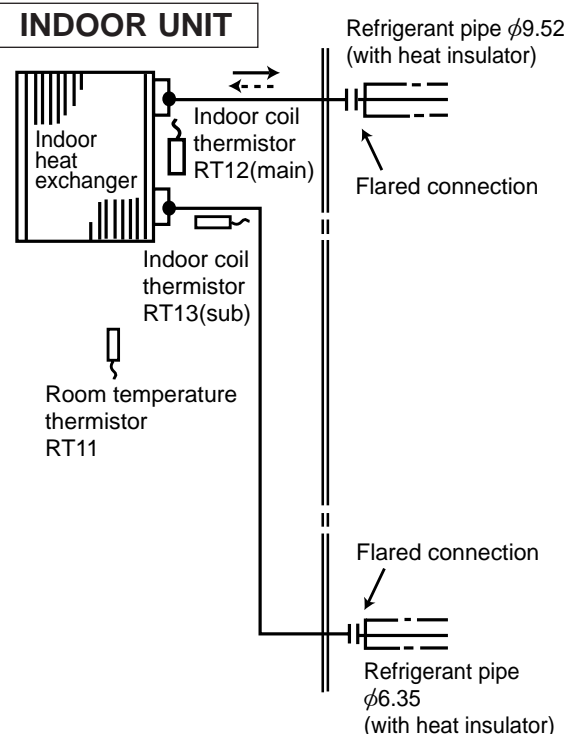 INDOOR UNIT
Refrigerant pipe ϕ9.52
(with heat insulator)
Indoor
heat
exchanger
Indoor coil
thermistor
RT12(main)
Flared connection
Indoor coil
thermistor
RT13(sub)
Room temperature
thermistor
RT11
Flared connection
Refrigerant pipe
ϕ6.35
(with heat insulator)